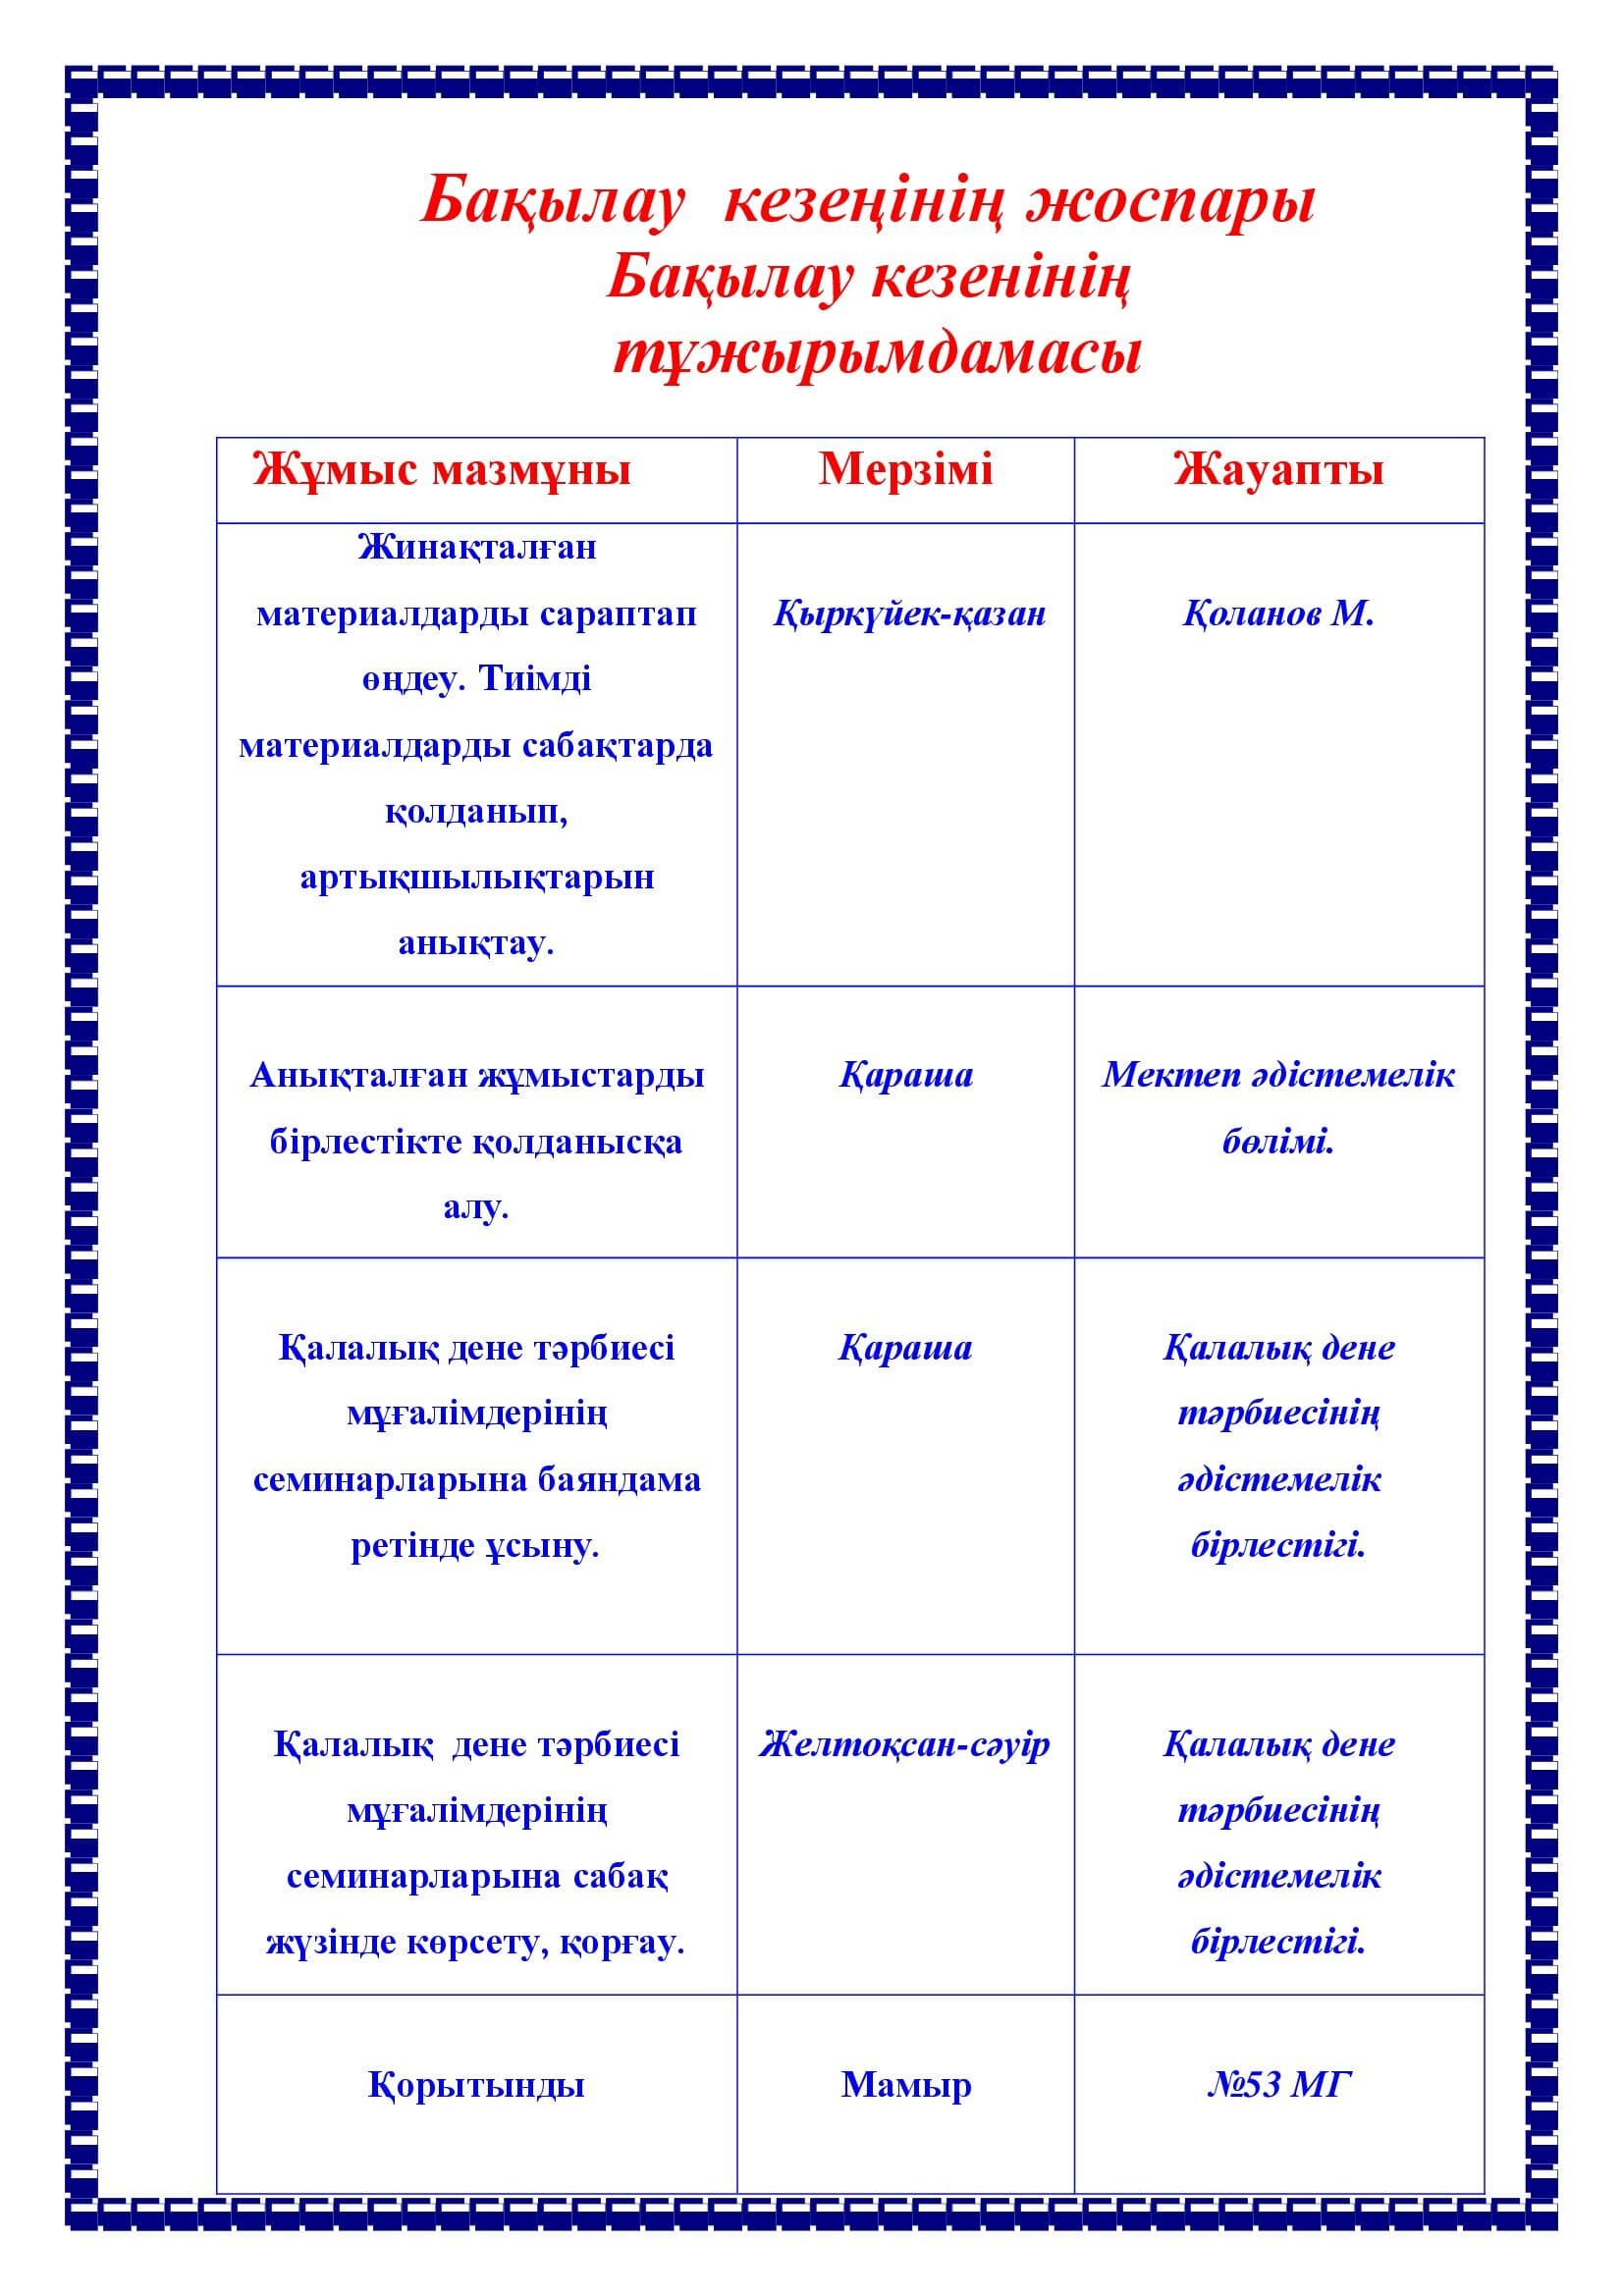 Бақылау кезеңінің жоспары
Бақылау кезенінің
тұжырымдамасы
Жұмыс мазмұны
Мерзімі
Жауапты
Жинақталған
материалдарды сараптап
өңдеу. Тиімді
материалдарды сабақтарда
қолданып,
артықшылықтарын
анықтау.
Қыркүйек-қазан
Қоланов М.
Анықталған жұмыстарды
бірлестікте қолданысқа
алу.
Қараша
Мектеп әдістемелік
бөлімі.
Қалалық дене тәрбиесі
мұғалімдерінің
семинарларына баяндама
ретінде ұсыну.
Қараша
Қалалық дене
тәрбиесінің
әдістемелік
бірлестігі.
Қалалық дене тәрбиесі
мұғалімдерінің
семинарларына сабақ
жүзінде көрсету, қорғау.
Желтоқсан-сәуір
Қалалық дене
тәрбиесінің
әдістемелік
бірлестігі.
Қорытынды
Мамыр
№53 МГ